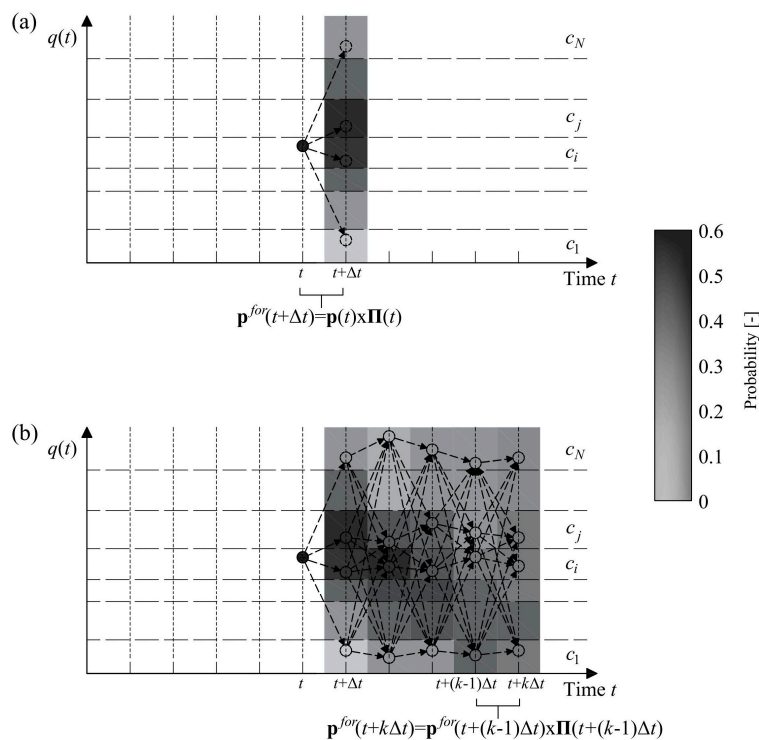 (a)
q(t)
c_N
c_j
c_i
c_1
t
t+Δt
Time t
p^for(t+Δt)=p(t)xΠ(t)
0.6
0.5
0.4
0.3
0.2
0.1
0
Probability [-]
(b)
q(t)
c_N
c_j
c_i
c_1
t
t+Δt
t+(k-1)Δt
t+kΔt
Time t
p^for(t+kΔt)=p^for(t+(k-1)Δt)xΠ(t+(k-1)Δt)